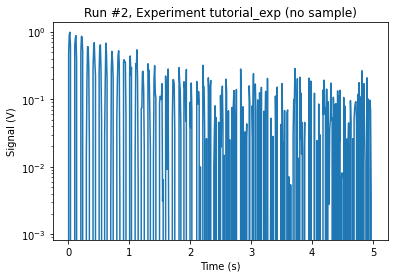 Run #2, Experiment tutorial_exp (no sample)
Signal (V)
10⁰
10⁻¹
10⁻²
10⁻³
0 1 2 3 4 5
Time (s)